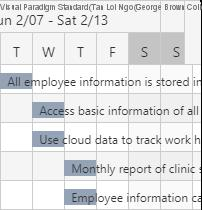 Visual Paradigm Standard(Tau Loi Ngo(George Brown Coll
un 2/07 - Sat 2/13
T W T F S S
All employee information is stored in
Access basic information of all
Use cloud data to track work h
Monthly report of clinic s
Employee information ca